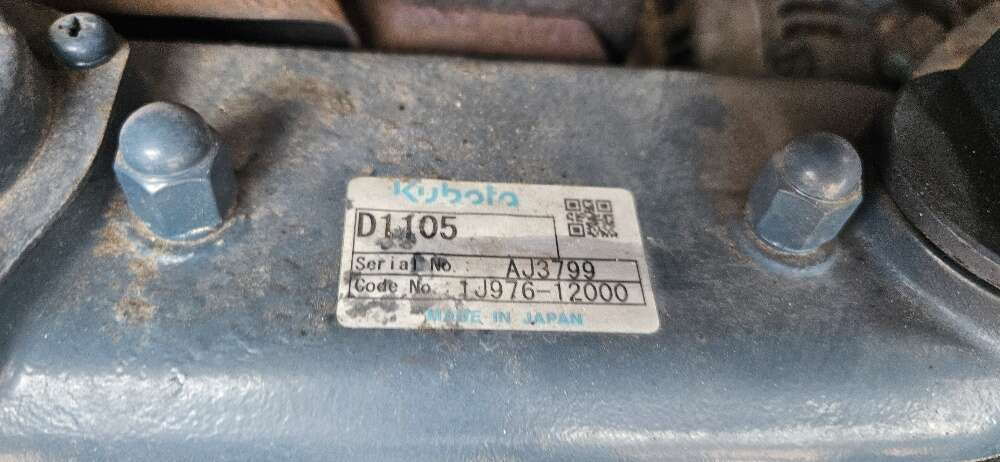 Kubota
D1105
Serial No. : AJ3799
Code No. : 1J976-12000
MADE IN JAPAN